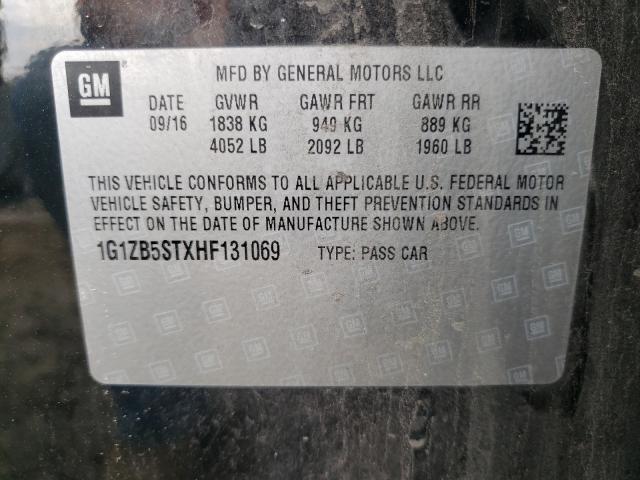 GM
MFD BY GENERAL MOTORS LLC
DATE GVWR GAWR FRT GAWR RR
09/16 1838 KG 949 KG 889 KG
4052 LB 2092 LB 1960 LB
THIS VEHICLE CONFORMS TO ALL APPLICABLE U.S. FEDERAL MOTOR
VEHICLE SAFETY, BUMPER, AND THEFT PREVENTION STANDARDS IN
EFFECT ON THE DATE OF MANUFACTURE SHOWN ABOVE.
1G1ZB5STXHF131069 TYPE: PASS CAR